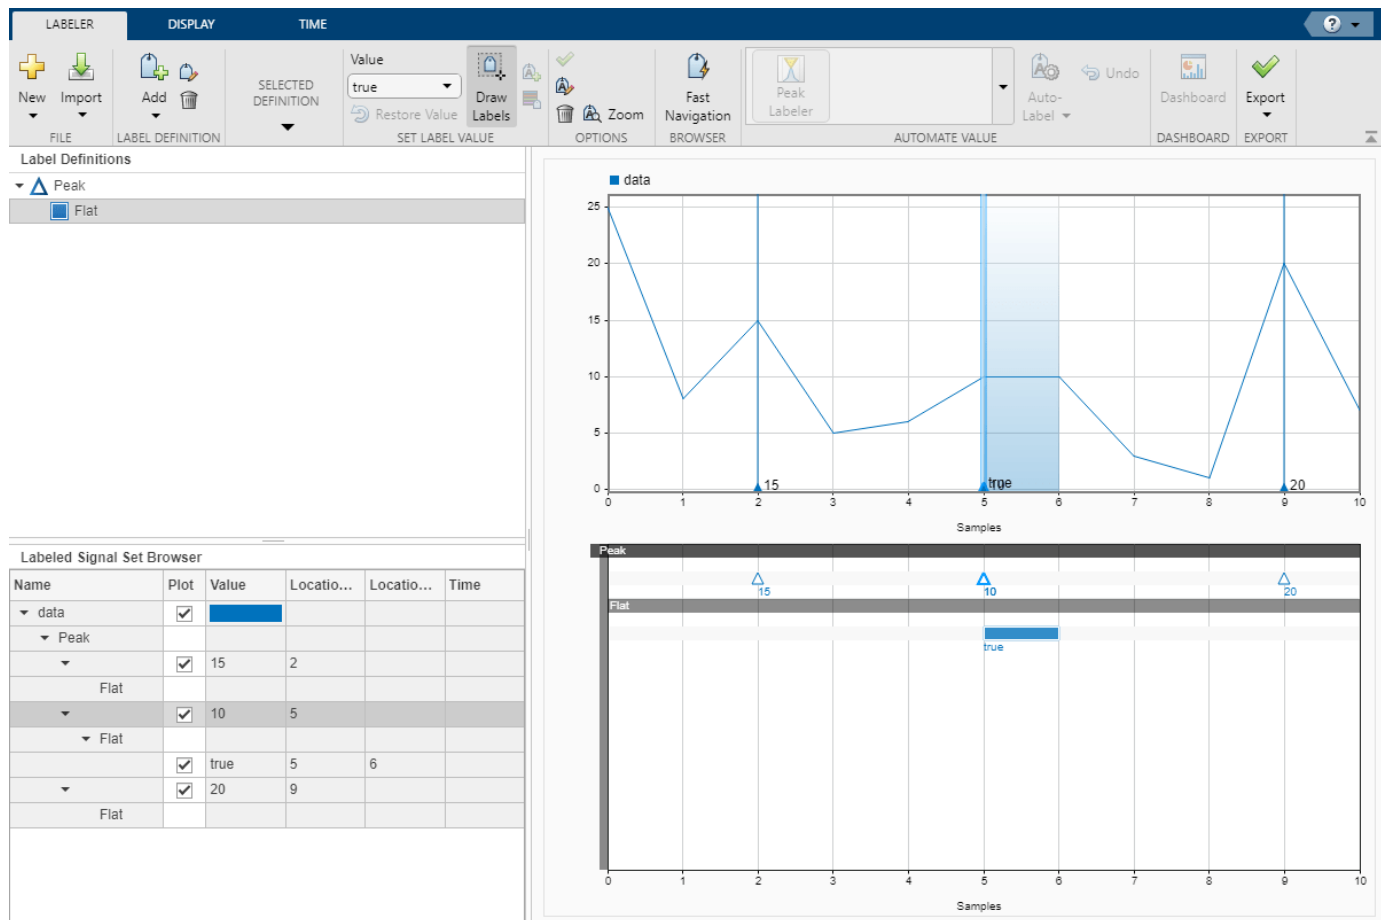 LABELER DISPLAY TIME
?
New Import
FILE
Add
LABEL DEFINITION
SELECTED
DEFINITION
Value
true
Restore Value
Draw
Labels
SET LABEL VALUE
Zoom
OPTIONS
Fast
Navigation
BROWSER
Peak
Labeler
Auto-
Label
Undo
AUTOMATE VALUE
Dashboard
DASHBOARD
Export
EXPORT
Label Definitions
Peak
Flat
data
25
20
15
10
5
0
15 true 20
0 1 2 3 4 5 6 7 8 9 10
Samples
Labeled Signal Set Browser
Name Plot Value Locatio... Locatio... Time
data
Peak
15 2
Flat
10 5
Flat
true 5 6
20 9
Flat
Peak
15 10 20
Flat
true
0 1 2 3 4 5 6 7 8 9 10
Samples